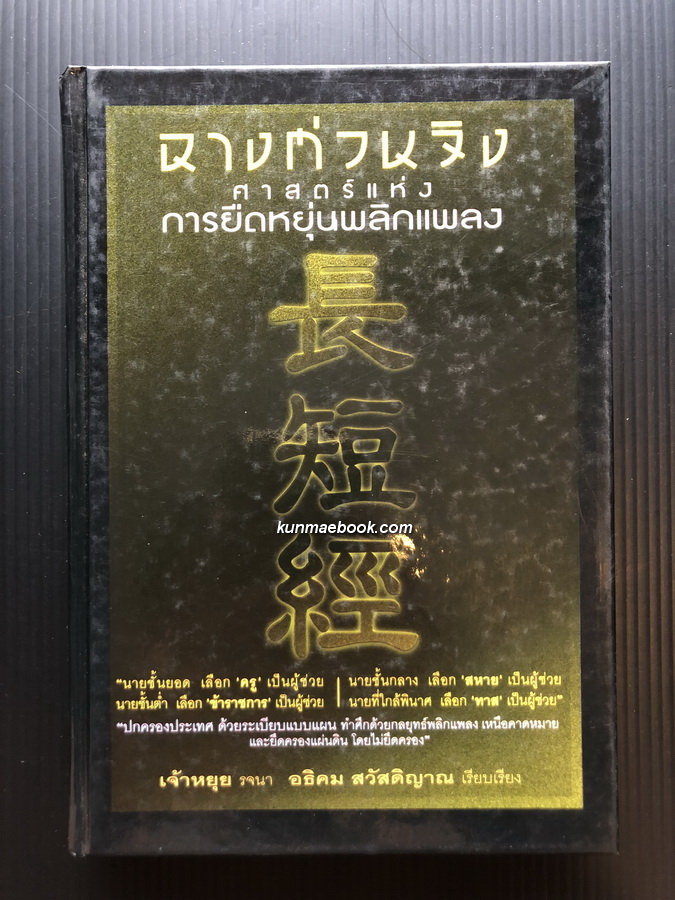 ฉางต่วนจิง
ศาสตร์แห่ง
การยืดหยุ่นพลิกแพลง
長
短
kunmaebook.com
經
“นายชั้นยอด เลือก 'ครู' เป็นผู้ช่วย | นายชั้นกลาง เลือก 'สหาย' เป็นผู้ช่วย
นายชั้นต่ำ เลือก 'ข้าราชการ' เป็นผู้ช่วย | นายที่ใกล้พินาศ เลือก 'ทาส' เป็นผู้ช่วย”
“ปกครองประเทศ ด้วยระเบียบแบบแผน ทำศึกด้วยกลยุทธ์พลิกแพลง เหนือคาดหมาย
และยึดครองแผ่นดิน โดยไม่ยึดครอง”
เจ้าหยุย รจนา อธิคม สวัสดิญาณ เรียบเรียง